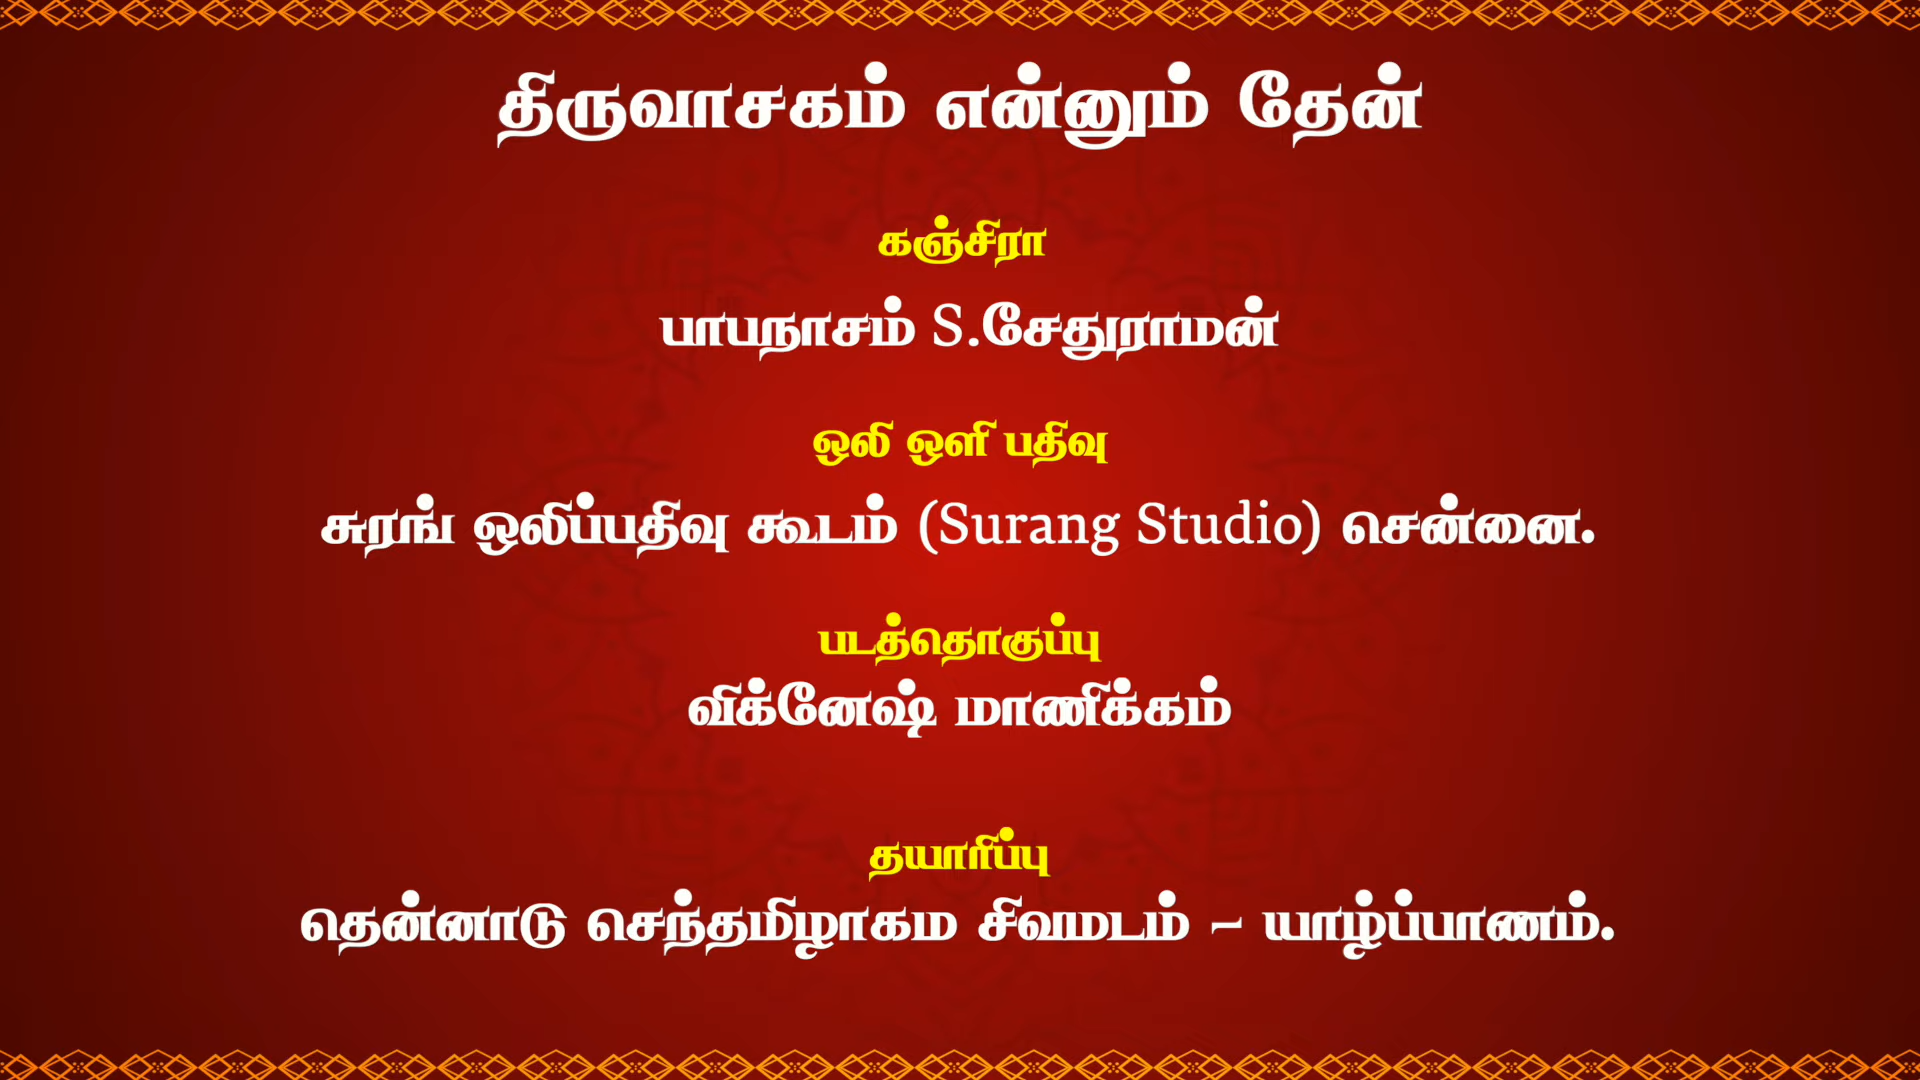 திருவாசகம் என்னும் தேன்
கஞ்சிரா
பாபநாசம் S.சேதுராமன்
ஒலி ஒளி பதிவு
சுரங் ஒலிப்பதிவு கூடம் (Surang Studio) சென்னை.
படத்தொகுப்பு
விக்னேஷ் மாணிக்கம்
தயாரிப்பு
தென்னாடு செந்தமிழாகம சிவமடம் - யாழ்ப்பாணம்.